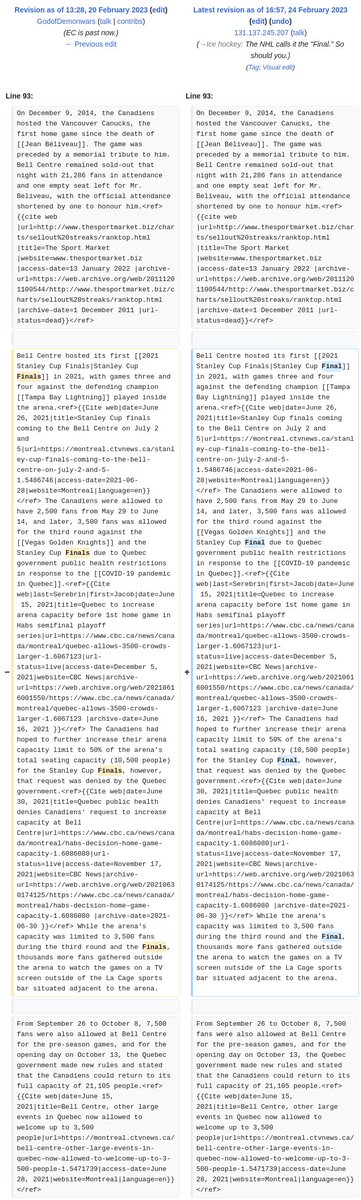 Revision as of 13:28, 20 February 2023 (edit)
GodofDemonwars (talk | contribs)
(EC is past now.)
← Previous edit
Line 93:
On December 9, 2014, the Canadiens
hosted the Vancouver Canucks, the
first home game since the death of
[[Jean Béliveau]]. The game was
preceded by a memorial tribute to him.
Bell Centre remained sold-out that
night with 21,286 fans in attendance
and one empty seat left for Mr.
Beliveau, with the official attendance
shortened by one to honour him.<ref>
{{cite web
|url=http://www.thesportmarket.biz/char
ts/sellout%20streaks/ranktop.html
|title=The Sport Market
|website=www.thesportmarket.biz
|access-date=13 January 2022 |archive-
url=https://web.archive.org/web/2011120
1100544/http://www.thesportmarket.biz/c
harts/sellout%20streaks/ranktop.html
|archive-date=1 December 2011 |url-
status=dead}}</ref>
−
Bell Centre hosted its first [[2021
Stanley Cup Finals|Stanley Cup
Finals]] in 2021, with games three and
four against the defending champion
[[Tampa Bay Lightning]] played inside
the arena.<ref>{{Cite web|date=June
26, 2021|title=Stanley Cup finals
coming to the Bell Centre on July 2
and
5|url=https://montreal.ctvnews.ca/stanl
ey-cup-finals-coming-to-the-bell-
centre-on-july-2-and-5-
1.5486746|access-date=2021-06-
28|website=Montreal|language=en}}
</ref> The Canadiens were allowed to
have 2,500 fans from May 29 to June
14, and later, 3,500 fans was allowed
for the third round against the
[[Vegas Golden Knights]] and the
Stanley Cup Finals due to Quebec
government public health restrictions
in response to the [[COVID-19 pandemic
in Quebec]].<ref>{{Cite
web|last=Serebrin|first=Jacob|date=June
15, 2021|title=Quebec to increase
arena capacity before 1st home game in
Habs semifinal playoff
series|url=https://www.cbc.ca/news/cana
da/montreal/quebec-allows-3500-crowds-
larger-1.6067123|url-
status=live|access-date=December 5,
2021|website=CBC News|archive-
url=https://web.archive.org/web/2021061
6001550/https://www.cbc.ca/news/canada/
montreal/quebec-allows-3500-crowds-
larger-1.6067123 |archive-date=June
16, 2021 }}</ref> The Canadiens had
hoped to further increase their arena
capacity limit to 50% of the arena's
total seating capacity (10,500 people)
for the Stanley Cup Finals, however,
that request was denied by the Quebec
government.<ref>{{Cite web|date=June
30, 2021|title=Quebec public health
denies Canadiens' request to increase
capacity at Bell
Centre|url=https://www.cbc.ca/news/cana
da/montreal/habs-decision-home-game-
capacity-1.6086080|url-
status=live|access-date=November 17,
2021|website=CBC News|archive-
url=https://web.archive.org/web/2021063
0174125/https://www.cbc.ca/news/canada/
montreal/habs-decision-home-game-
capacity-1.6086080 |archive-date=2021-
06-30 }}</ref> While the arena's
capacity was limited to 3,500 fans
during the third round and the Finals,
thousands more fans gathered outside
the arena to watch the games on a TV
screen outside of the La Cage sports
bar situated adjacent to the arena.
From September 26 to October 8, 7,500
fans were also allowed at Bell Centre
for the pre-season games, and for the
opening day on October 13, the Quebec
government made new rules and stated
that the Canadiens could return to its
full capacity of 21,105 people.<ref>
{{Cite web|date=June 15,
2021|title=Bell Centre, other large
events in Quebec now allowed to
welcome up to 3,500
people|url=https://montreal.ctvnews.ca/
bell-centre-other-large-events-in-
quebec-now-allowed-to-welcome-up-to-3-
500-people-1.5471739|access-date=June
28, 2021|website=Montreal|language=en}}
</ref>
Latest revision as of 16:57, 24 February 2023
(edit) (undo)
131.137.245.207 (talk)
(→Ice hockey: The NHL calls it the "Final." So
should you.)
(Tag: Visual edit)
Line 93:
On December 9, 2014, the Canadiens
hosted the Vancouver Canucks, the
first home game since the death of
[[Jean Béliveau]]. The game was
preceded by a memorial tribute to him.
Bell Centre remained sold-out that
night with 21,286 fans in attendance
and one empty seat left for Mr.
Beliveau, with the official attendance
shortened by one to honour him.<ref>
{{cite web
|url=http://www.thesportmarket.biz/char
ts/sellout%20streaks/ranktop.html
|title=The Sport Market
|website=www.thesportmarket.biz
|access-date=13 January 2022 |archive-
url=https://web.archive.org/web/2011120
1100544/http://www.thesportmarket.biz/c
harts/sellout%20streaks/ranktop.html
|archive-date=1 December 2011 |url-
status=dead}}</ref>
+
Bell Centre hosted its first [[2021
Stanley Cup Finals|Stanley Cup
Final]] in 2021, with games three and
four against the defending champion
[[Tampa Bay Lightning]] played inside
the arena.<ref>{{Cite web|date=June
26, 2021|title=Stanley Cup finals
coming to the Bell Centre on July 2
and
5|url=https://montreal.ctvnews.ca/stanl
ey-cup-finals-coming-to-the-bell-
centre-on-july-2-and-5-
1.5486746|access-date=2021-06-
28|website=Montreal|language=en}}
</ref> The Canadiens were allowed to
have 2,500 fans from May 29 to June
14, and later, 3,500 fans was allowed
for the third round against the
[[Vegas Golden Knights]] and the
Stanley Cup Final due to Quebec
government public health restrictions
in response to the [[COVID-19 pandemic
in Quebec]].<ref>{{Cite
web|last=Serebrin|first=Jacob|date=June
15, 2021|title=Quebec to increase
arena capacity before 1st home game in
Habs semifinal playoff
series|url=https://www.cbc.ca/news/cana
da/montreal/quebec-allows-3500-crowds-
larger-1.6067123|url-
status=live|access-date=December 5,
2021|website=CBC News|archive-
url=https://web.archive.org/web/2021061
6001550/https://www.cbc.ca/news/canada/
montreal/quebec-allows-3500-crowds-
larger-1.6067123 |archive-date=June
16, 2021 }}</ref> The Canadiens had
hoped to further increase their arena
capacity limit to 50% of the arena's
total seating capacity (10,500 people)
for the Stanley Cup Final, however,
that request was denied by the Quebec
government.<ref>{{Cite web|date=June
30, 2021|title=Quebec public health
denies Canadiens' request to increase
capacity at Bell
Centre|url=https://www.cbc.ca/news/cana
da/montreal/habs-decision-home-game-
capacity-1.6086080|url-
status=live|access-date=November 17,
2021|website=CBC News|archive-
url=https://web.archive.org/web/2021063
0174125/https://www.cbc.ca/news/canada/
montreal/habs-decision-home-game-
capacity-1.6086080 |archive-date=2021-
06-30 }}</ref> While the arena's
capacity was limited to 3,500 fans
during the third round and the Final,
thousands more fans gathered outside
the arena to watch the games on a TV
screen outside of the La Cage sports
bar situated adjacent to the arena.
From September 26 to October 8, 7,500
fans were also allowed at Bell Centre
for the pre-season games, and for the
opening day on October 13, the Quebec
government made new rules and stated
that the Canadiens could return to its
full capacity of 21,105 people.<ref>
{{Cite web|date=June 15,
2021|title=Bell Centre, other large
events in Quebec now allowed to
welcome up to 3,500
people|url=https://montreal.ctvnews.ca/
bell-centre-other-large-events-in-
quebec-now-allowed-to-welcome-up-to-3-
500-people-1.5471739|access-date=June
28, 2021|website=Montreal|language=en}}
</ref>